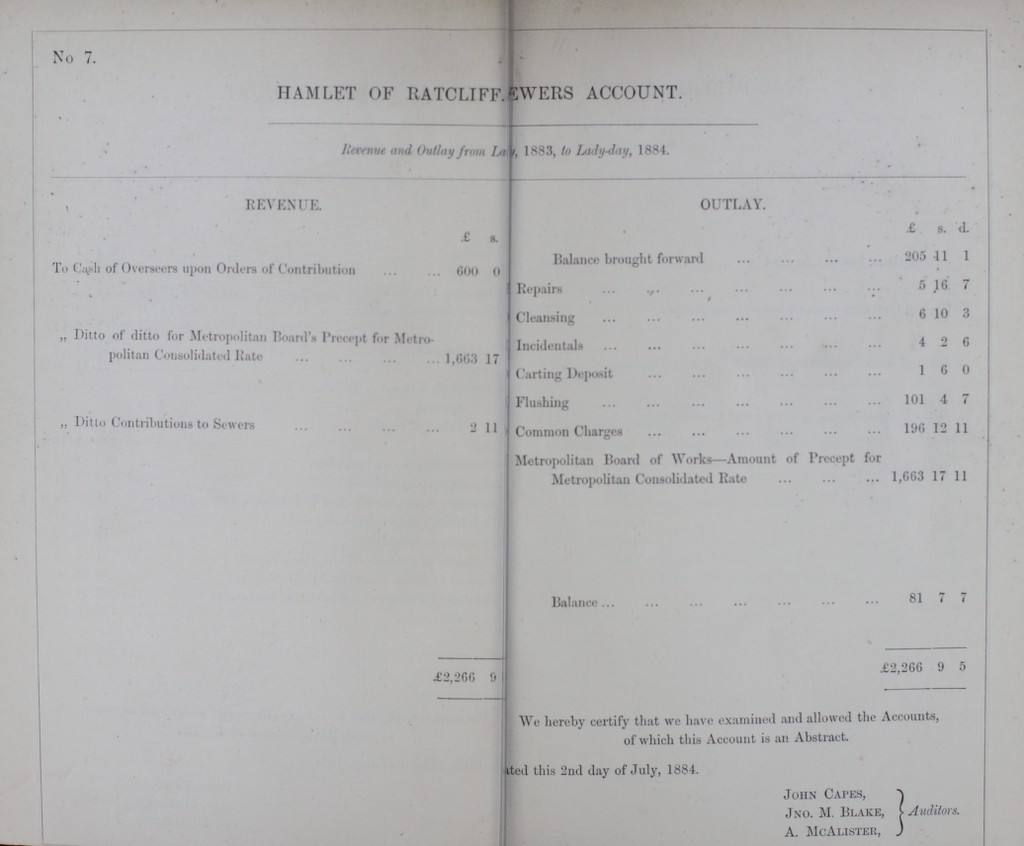 No 7.
HAMLET OF RATCLIFF. EWERS ACCOUNT.
Revenue and Outlay from La y, 1883, to Lady-day, 1884.
REVENUE.
£ s.
To Cash of Overseers upon Orders of Contribution ... ... 600 0
„ Ditto of ditto for Metropolitan Board's Precept for Metro-
politan Consolidated Rate ... ... ... ... 1,663 17
„ Ditto Contributions to Sewers ... ... ... ... 2 11
£2,266 9
OUTLAY.
£ s. d.
Balance brought forward ... ... ... ... 205 11 1
Repairs ... ... ... ... ... ... ... 5 16 7
Cleansing ... ... ... ... ... ... ... 6 10 3
Incidentals ... ... ... ... ... ... ... 4 2 6
Carting Deposit ... ... ... ... ... ... 1 6 0
Flushing ... ... ... ... ... ... ... 101 4 7
Common Charges ... ... ... ... ... ... 196 12 11
Metropolitan Board of Works—Amount of Precept for
Metropolitan Consolidated Rate ... ... ... 1,663 17 11
Balance ... ... ... ... ... ... ... 81 7 7
£2,266 9 5
We hereby certify that we have examined and allowed the Accounts,
of which this Account is an Abstract.
ated this 2nd day of July, 1884.
JOHN CAPES,
JNO. M. BLAKE, } Auditors.
A. MCALISTER,